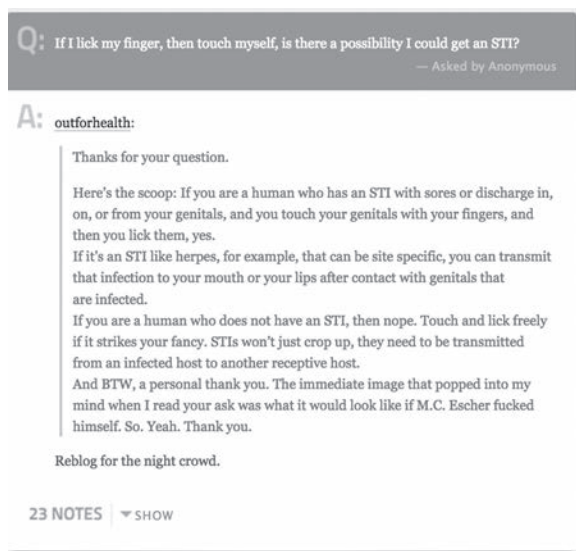 Q: If I lick my finger, then touch myself, is there a possibility I could get an STI?
— Asked by Anonymous
A: outforhealth:
Thanks for your question.
Here's the scoop: If you are a human who has an STI with sores or discharge in,
on, or from your genitals, and you touch your genitals with your fingers, and
then you lick them, yes.
If it's an STI like herpes, for example, that can be site specific, you can transmit
that infection to your mouth or your lips after contact with genitals that
are infected.
If you are a human who does not have an STI, then nope. Touch and lick freely
if it strikes your fancy. STIs won't just crop up, they need to be transmitted
from an infected host to another receptive host.
And BTW, a personal thank you. The immediate image that popped into my
mind when I read your ask was what it would look like if M.C. Escher fucked
himself. So. Yeah. Thank you.
Reblog for the night crowd.
23 NOTES SHOW